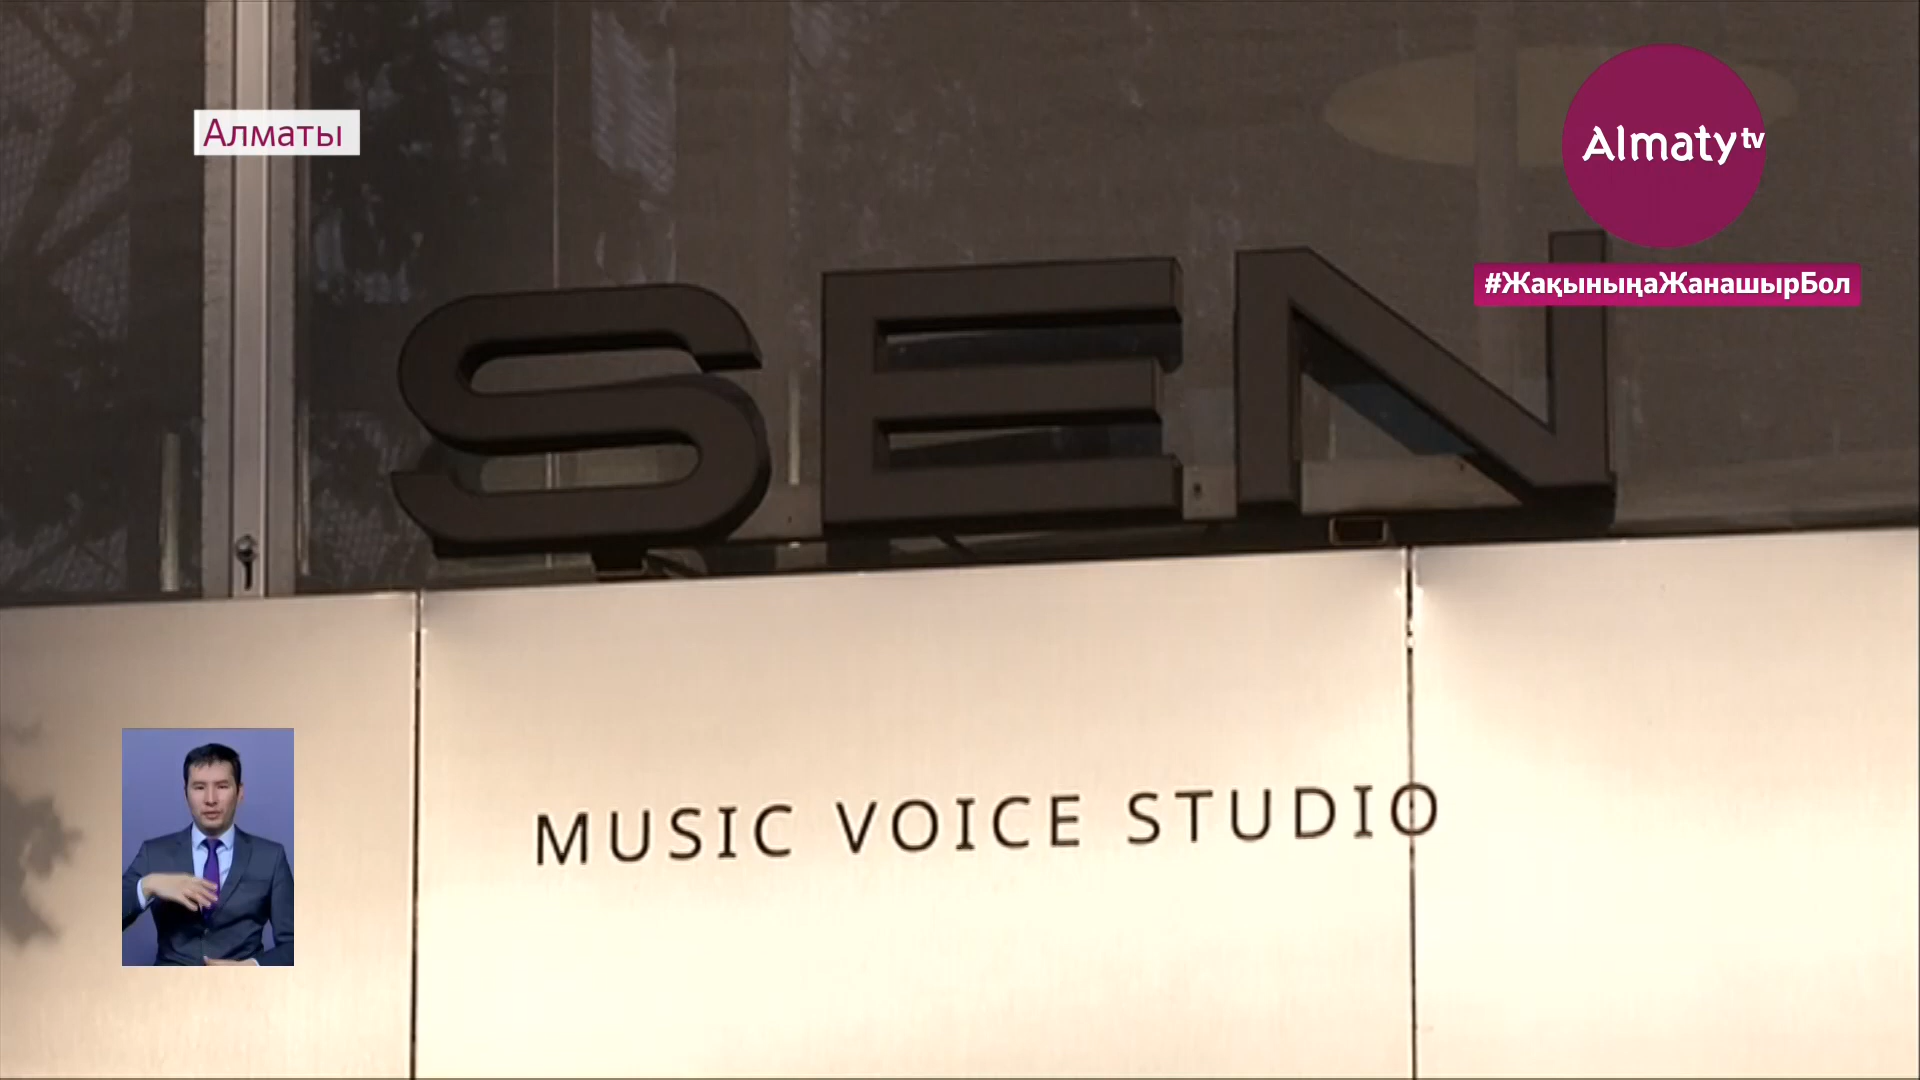 Алматы
Almaty tv
#ЖақыныңаЖанашырБол
SEN
MUSIC VOICE STUDIO